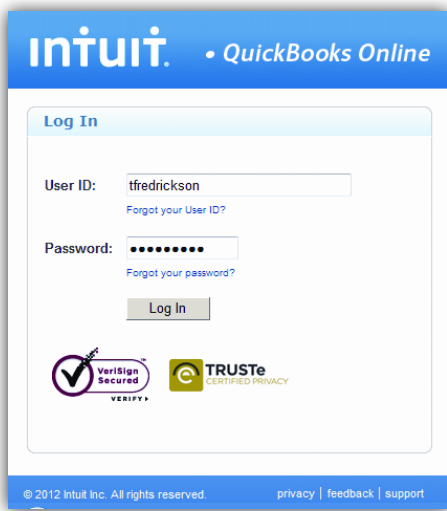 intuit. • QuickBooks Online
Log In
User ID: tfredrickson
Forgot your User ID?
Password: •••••••••
Forgot your password?
Log In
VeriSign™ Secured
VERIFY
TRUSTe
CERTIFIED PRIVACY
© 2012 Intuit Inc. All rights reserved. privacy | feedback | support